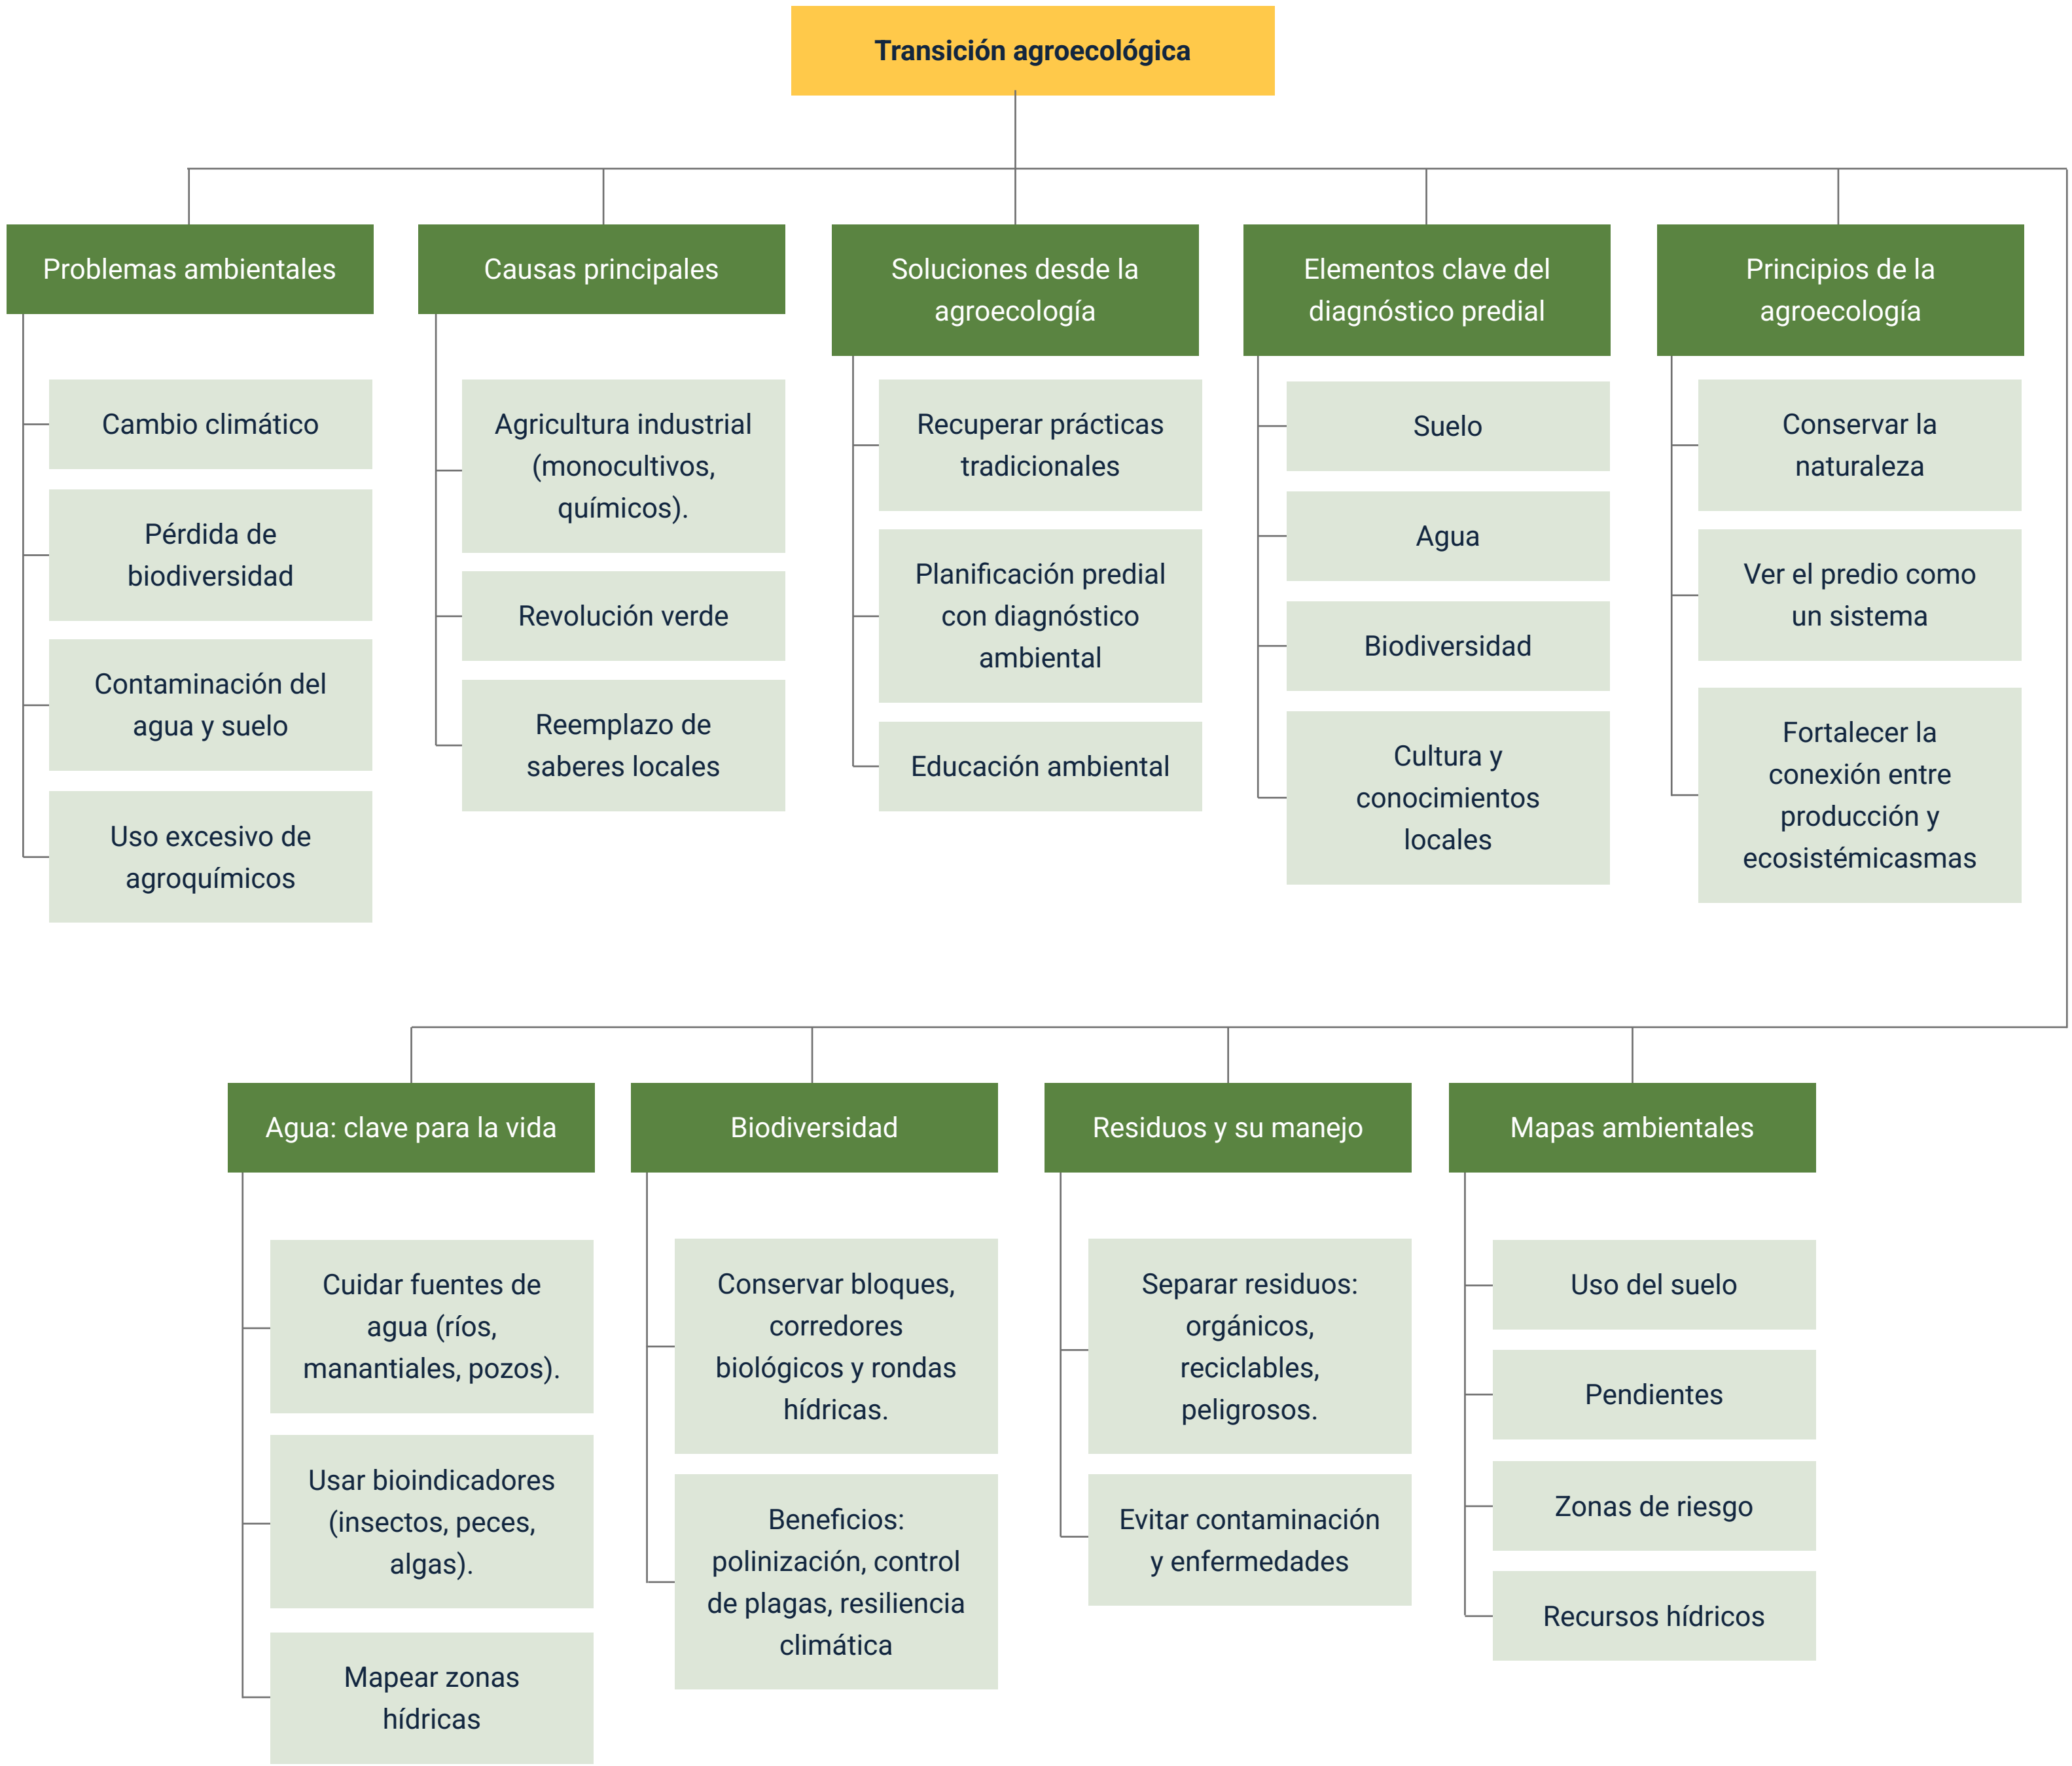 Transición agroecológica
Problemas ambientales
Cambio climático
Pérdida de
biodiversidad
Contaminación del
agua y suelo
Uso excesivo de
agroquímicos
Causas principales
Agricultura industrial
(monocultivos,
químicos).
Revolución verde
Reemplazo de
saberes locales
Soluciones desde la
agroecología
Recuperar prácticas
tradicionales
Planificación predial
con diagnóstico
ambiental
Educación ambiental
Elementos clave del
diagnóstico predial
Suelo
Agua
Biodiversidad
Cultura y
conocimientos
locales
Principios de la
agroecología
Conservar la
naturaleza
Ver el predio como
un sistema
Fortalecer la
conexión entre
producción y
ecosistémicasmas
Agua: clave para la vida
Cuidar fuentes de
agua (ríos,
manantiales, pozos).
Usar bioindicadores
(insectos, peces,
algas).
Mapear zonas
hídricas
Biodiversidad
Conservar bloques,
corredores
biológicos y rondas
hídricas.
Beneficios:
polinización, control
de plagas, resiliencia
climática
Residuos y su manejo
Separar residuos:
orgánicos,
reciclables,
peligrosos.
Evitar contaminación
y enfermedades
Mapas ambientales
Uso del suelo
Pendientes
Zonas de riesgo
Recursos hídricos